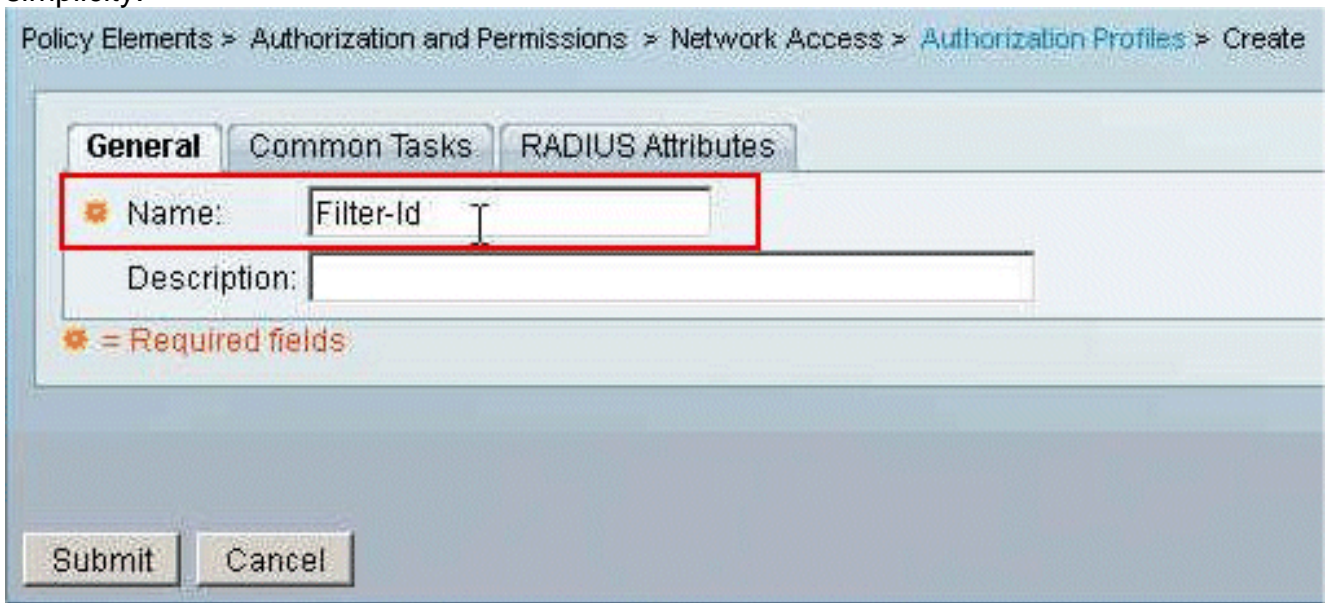 simplicity.
Policy Elements > Authorization and Permissions > Network Access > Authorization Profiles > Create
General Common Tasks RADIUS Attributes
Name: Filter-Id
Description:
= Required fields
Submit Cancel